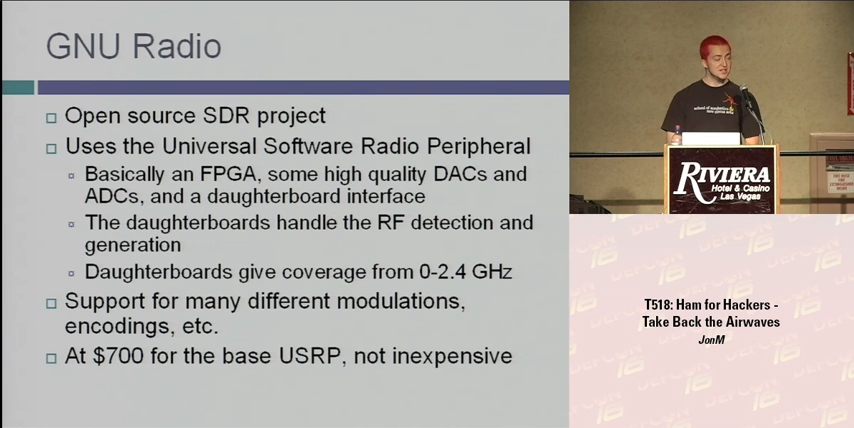 GNU Radio
Open source SDR project
Uses the Universal Software Radio Peripheral
Basically an FPGA, some high quality DACs and
ADCs, and a daughterboard interface
The daughterboards handle the RF detection and
generation
Daughterboards give coverage from 0-2.4 GHz
Support for many different modulations,
encodings, etc.
At $700 for the base USRP, not inexpensive
RIVIERA
Hotel & Casino
Las Vegas
T518: Ham for Hackers -
Take Back the Airwaves
JonM
DEFCON
16